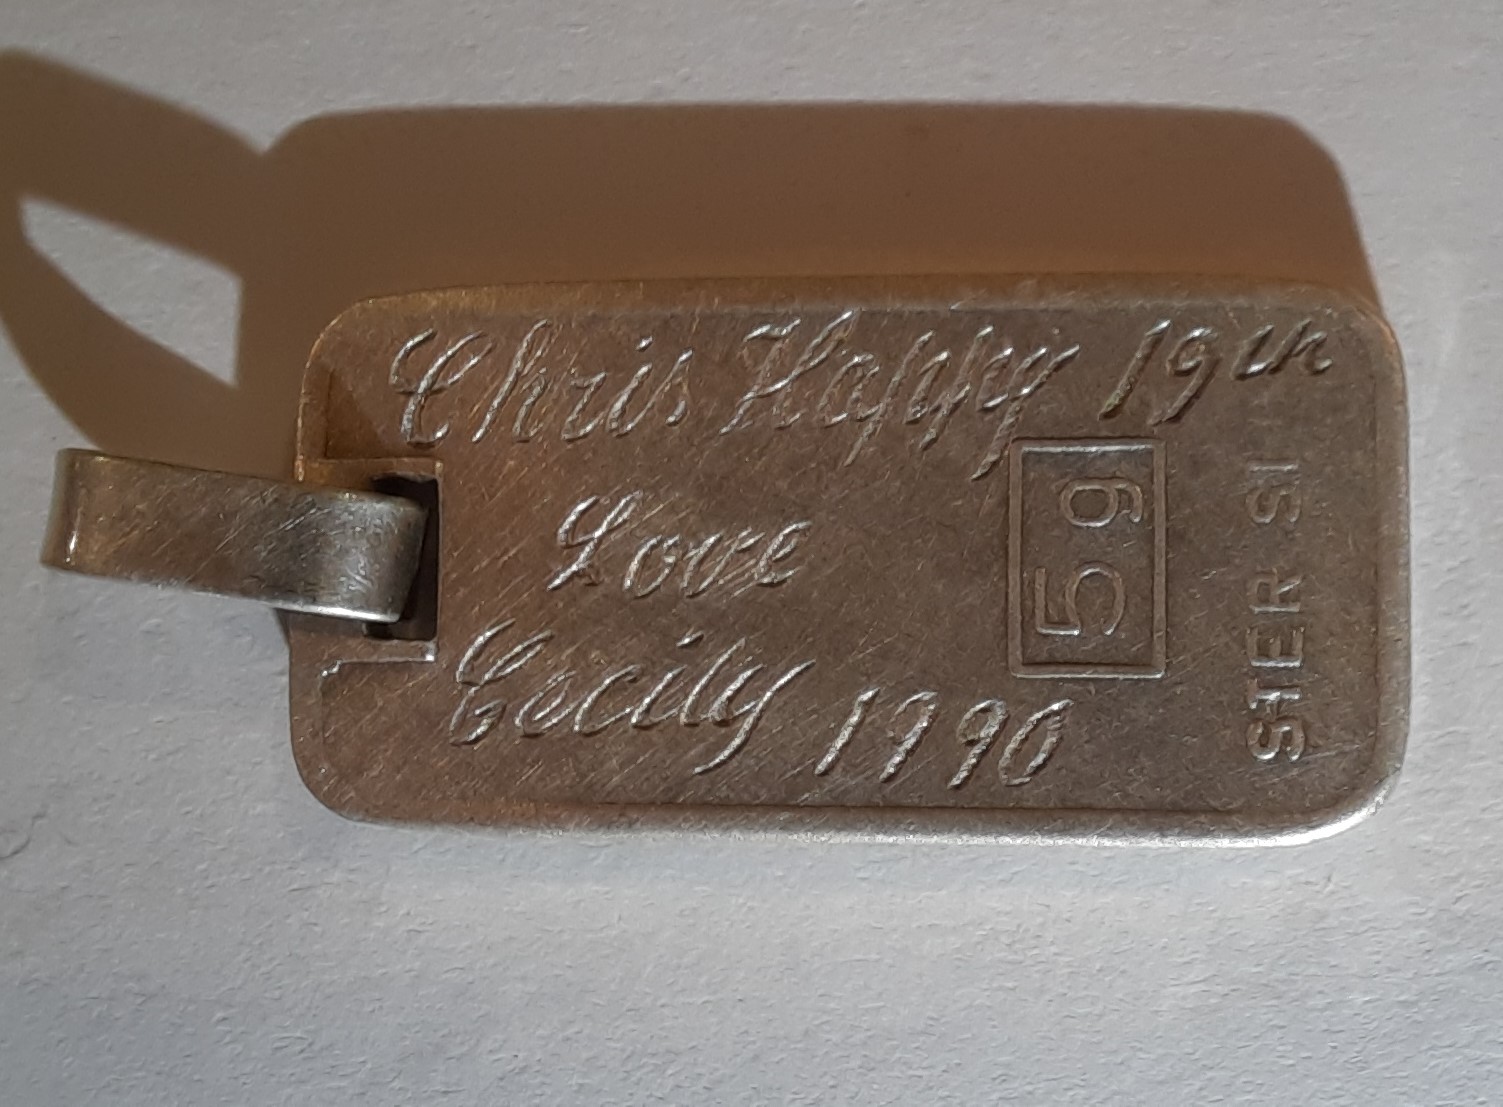 Chris Happy 19th
Love
Cecily 1990
5g
STER SI